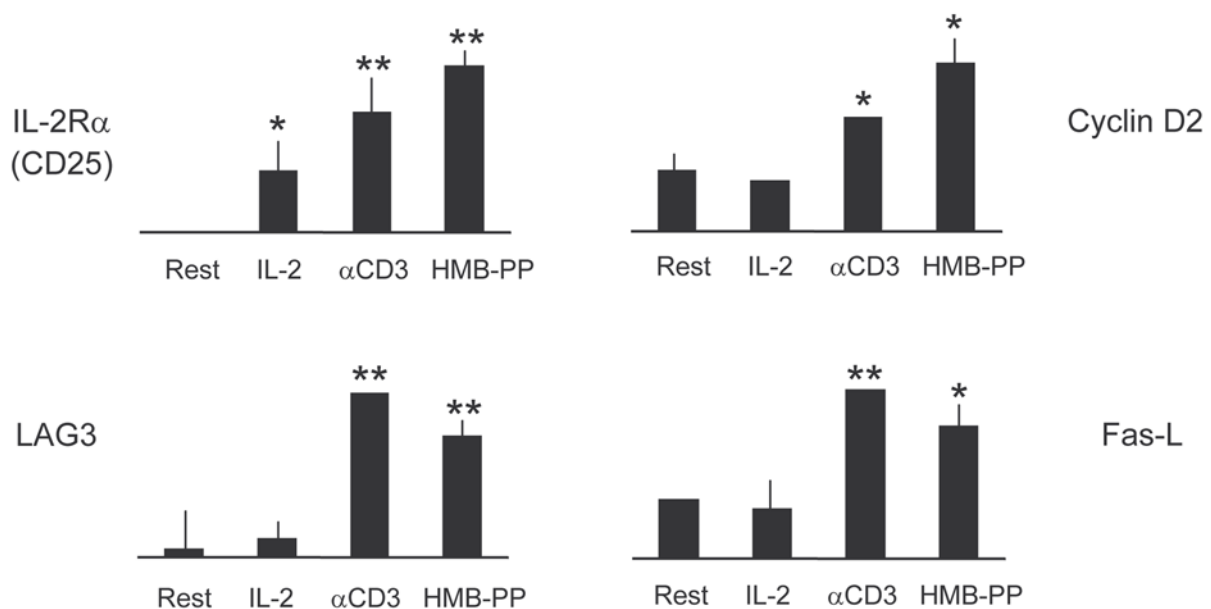 IL-2Rα
(CD25)
* ** **
Rest IL-2 αCD3 HMB-PP
* *
Cyclin D2
Rest IL-2 αCD3 HMB-PP
LAG3
** **
Rest IL-2 αCD3 HMB-PP
** *
Fas-L
Rest IL-2 αCD3 HMB-PP